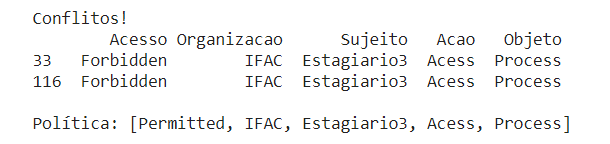 Conflitos!
Acesso Organizacao Sujeito Acao Objeto
33 Forbidden IFAC Estagiario3 Acess Process
116 Forbidden IFAC Estagiario3 Acess Process
Política: [Permitted, IFAC, Estagiario3, Acess, Process]